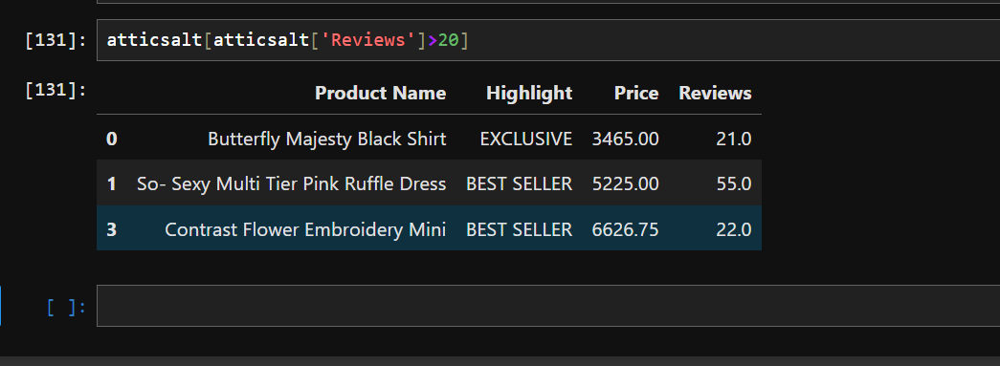 [131]: atticsalt[atticsalt['Reviews']>20]
[131]: Product Name Highlight Price Reviews
0 Butterfly Majesty Black Shirt EXCLUSIVE 3465.00 21.0
1 So- Sexy Multi Tier Pink Ruffle Dress BEST SELLER 5225.00 55.0
3 Contrast Flower Embroidery Mini BEST SELLER 6626.75 22.0
[ ]: